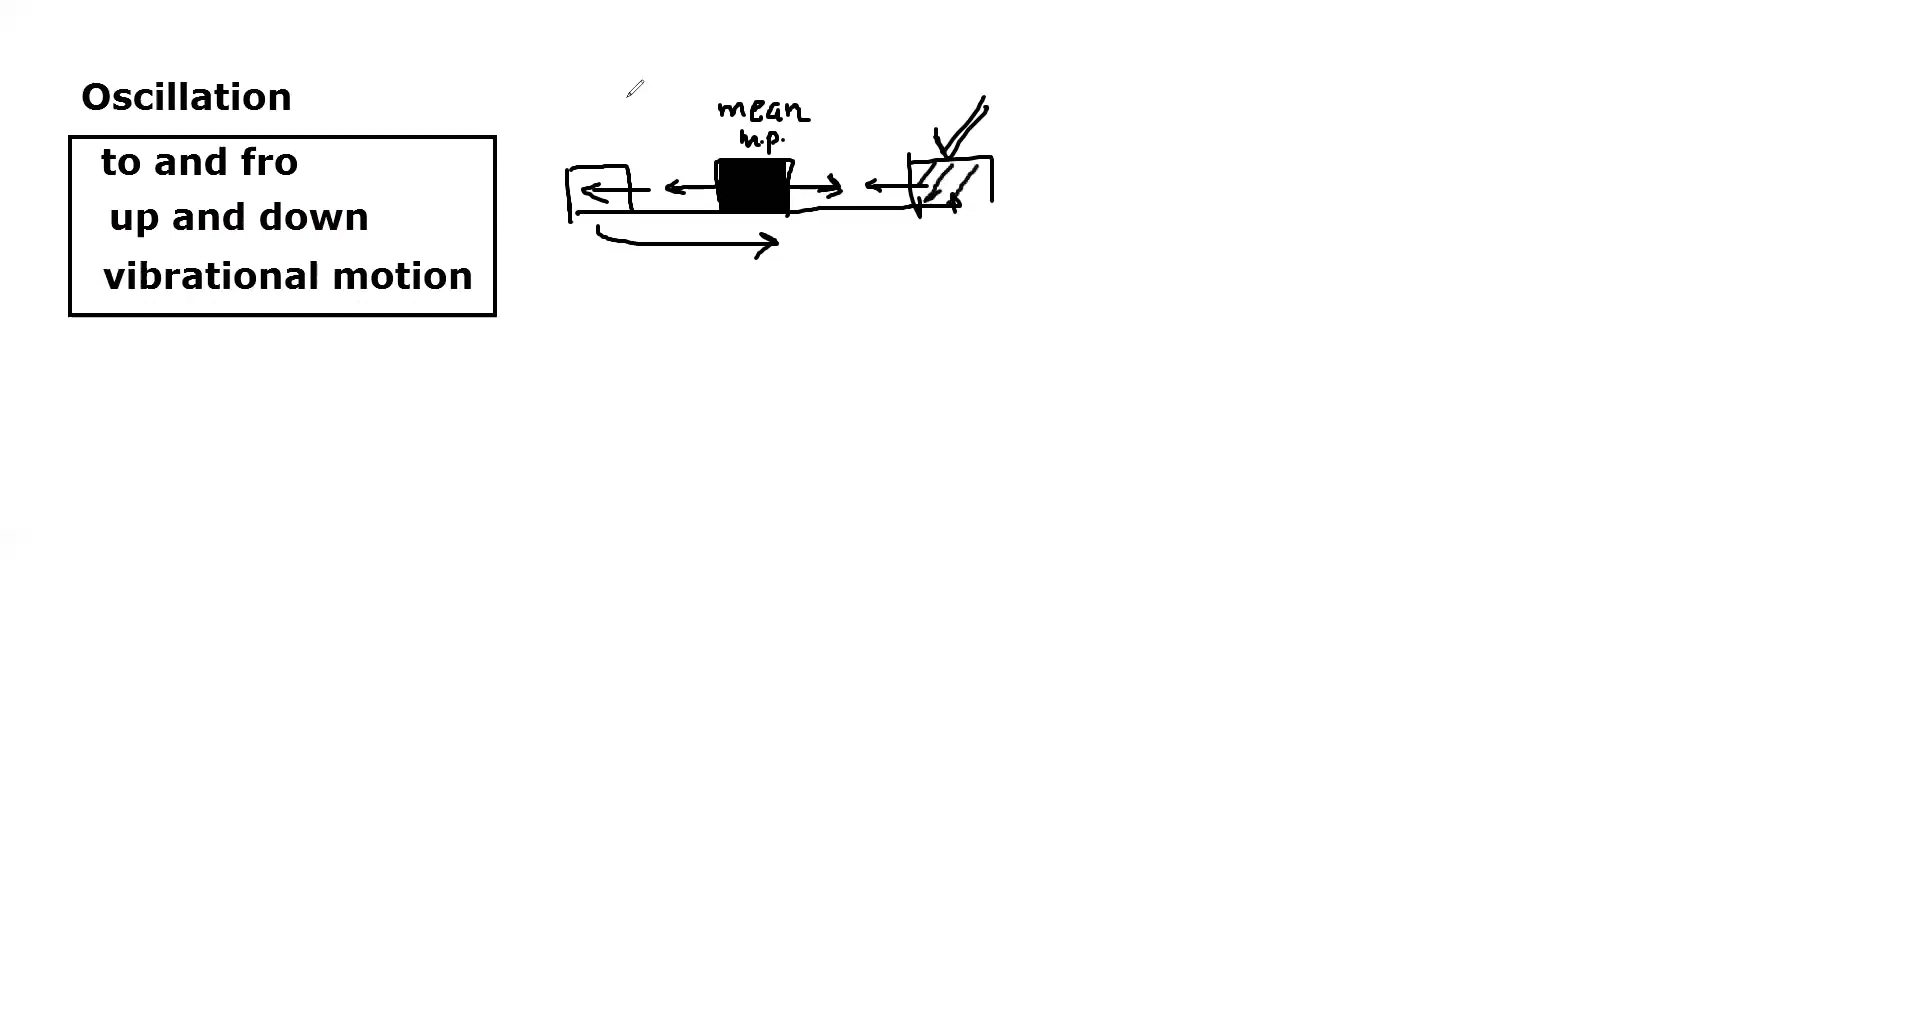 Oscillation
to and fro
up and down
vibrational motion
mean
m.p.